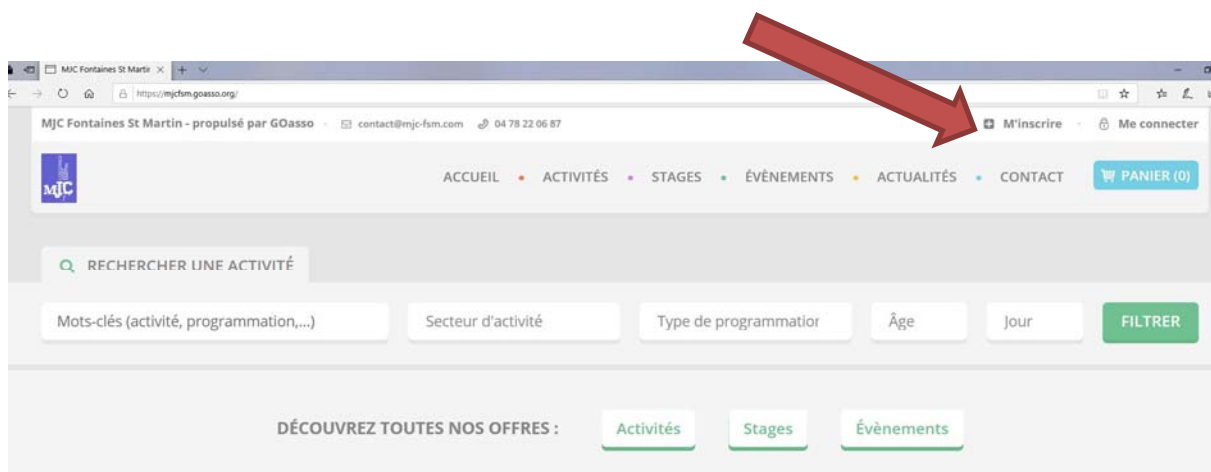 MJC Fontaines St Martir
https://mjcfsm.goasso.org/
MJC Fontaines St Martin - propulsé par GOasso - contact@mjc-fsm.com 04 78 22 06 87 M'inscrire - Me connecter
MJC ACCUEIL • ACTIVITÉS • STAGES • ÉVÈNEMENTS • ACTUALITÉS • CONTACT PANIER (0)
RECHERCHER UNE ACTIVITÉ
Mots-clés (activité, programmation,...) Secteur d'activité Type de programmation Âge Jour FILTRER
DÉCOUVREZ TOUTES NOS OFFRES : Activités Stages Évènements